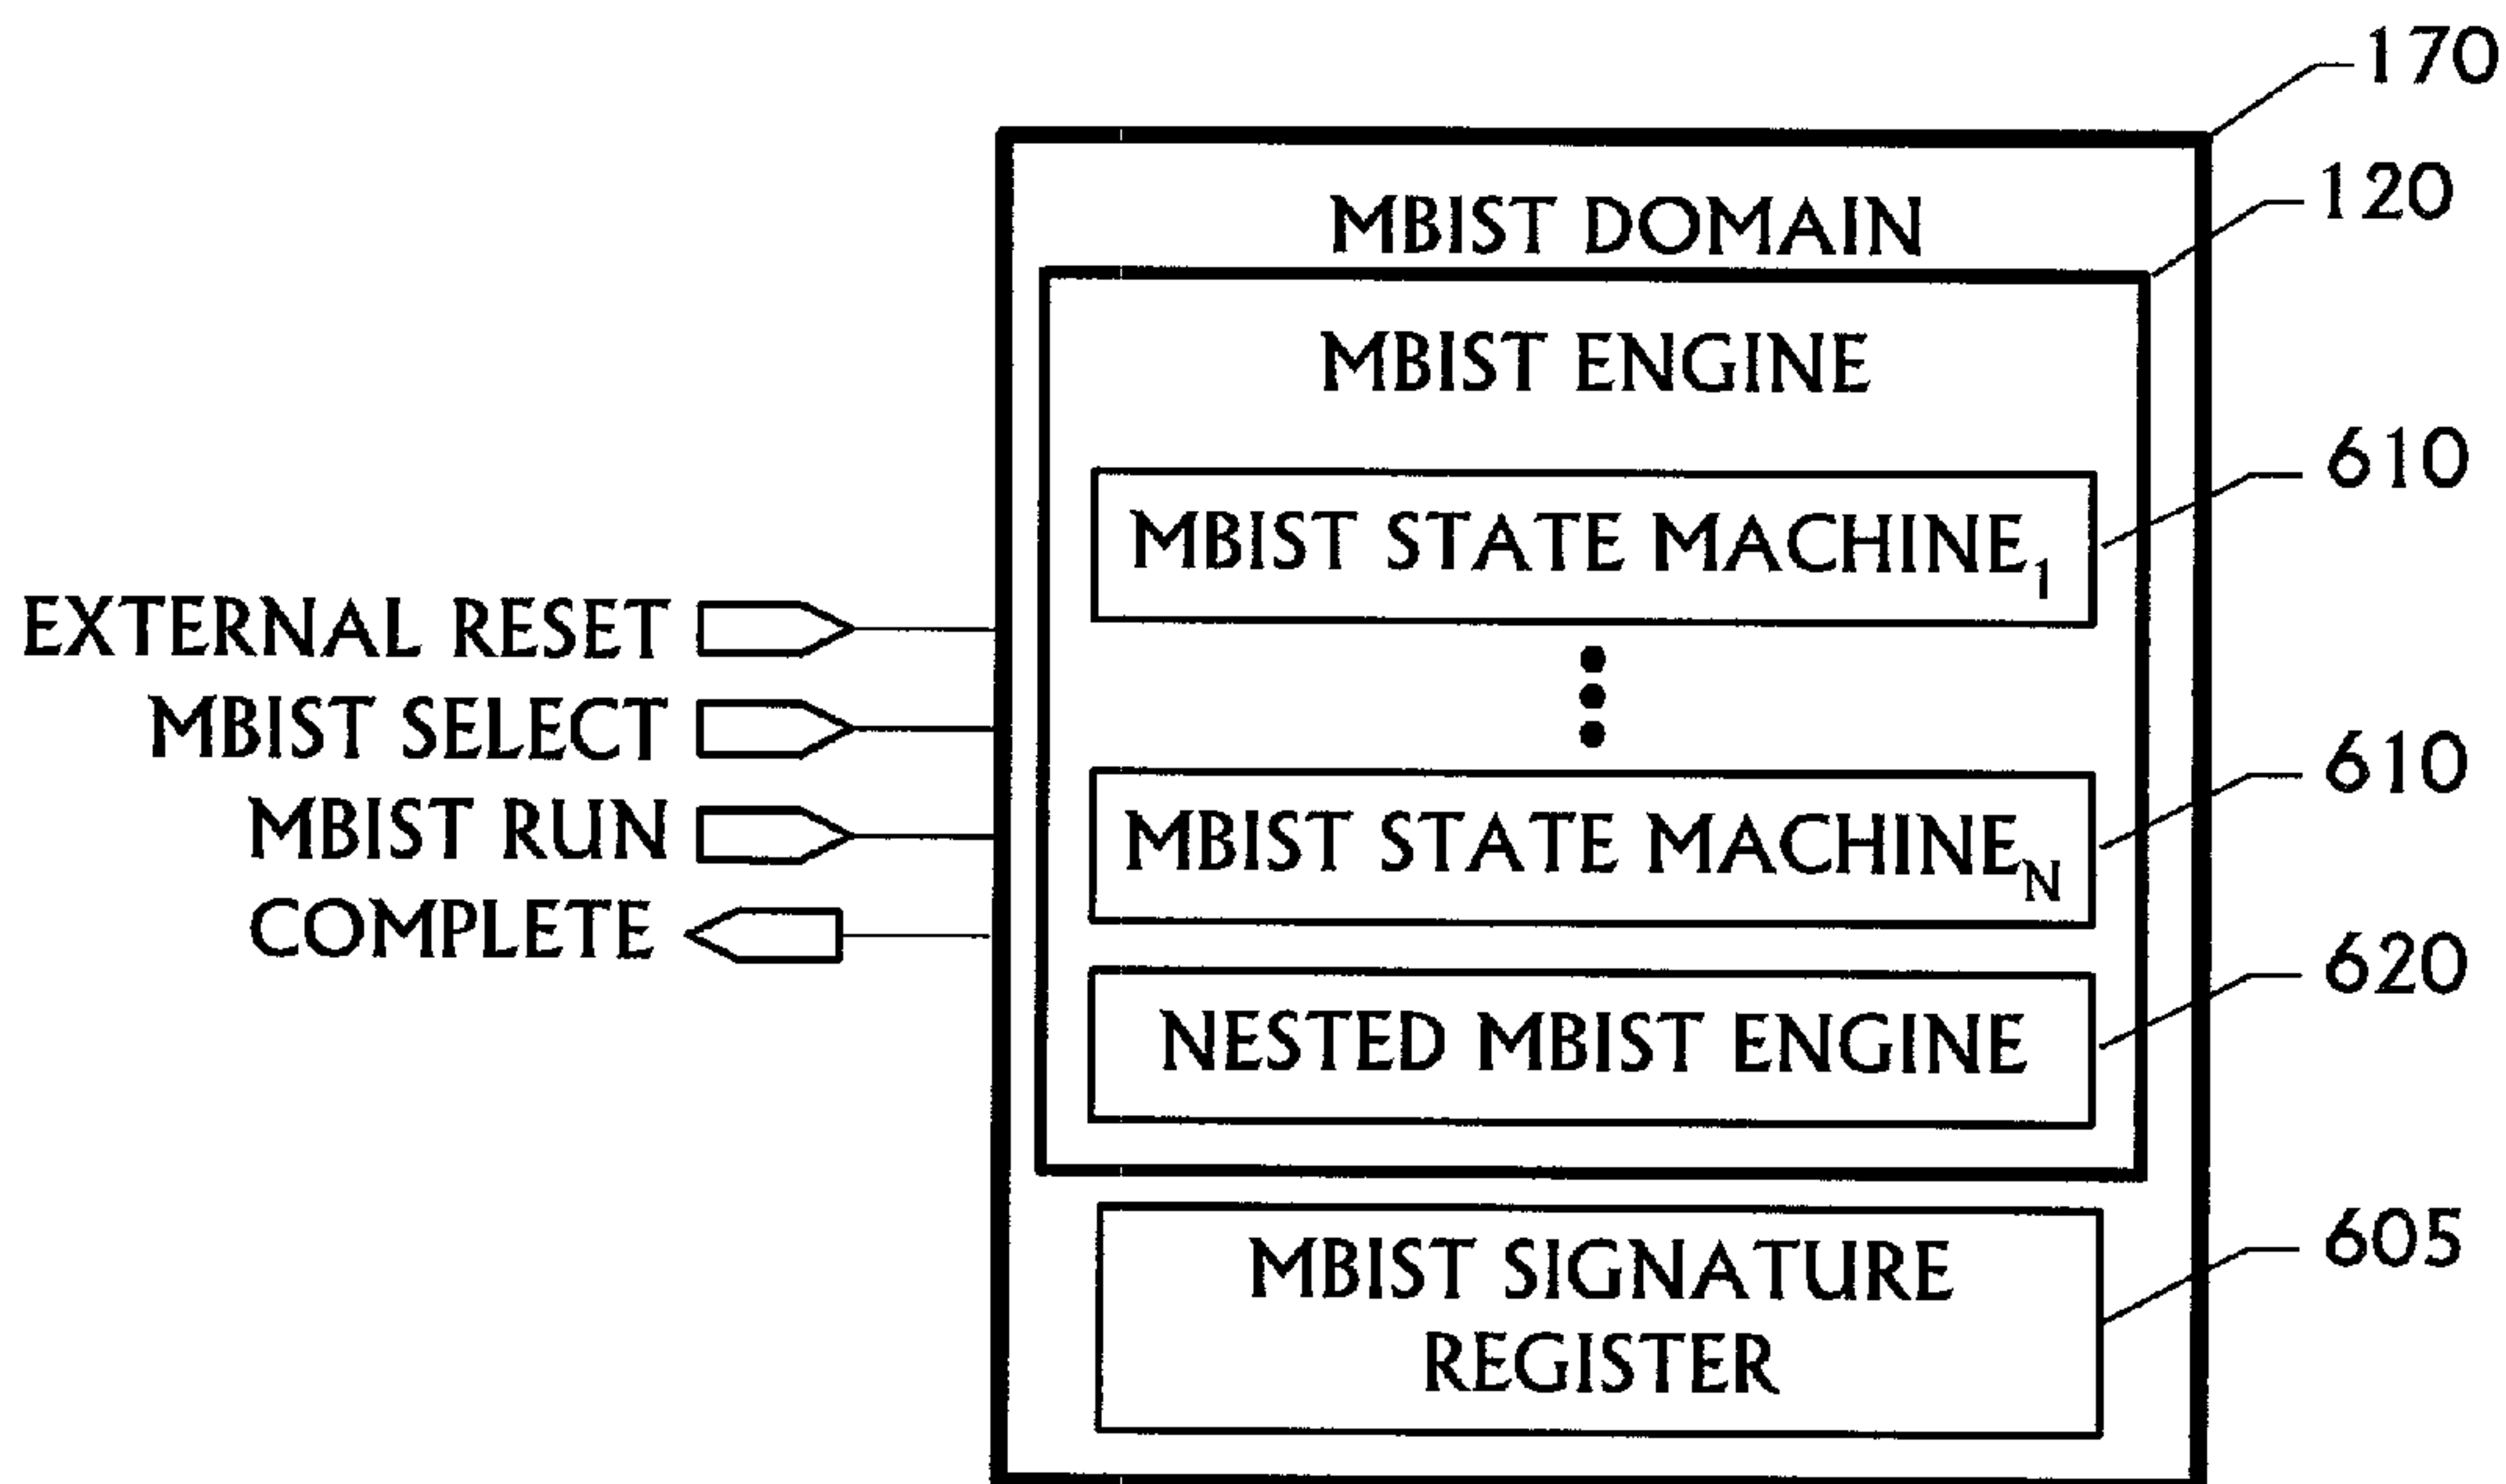 170
120
MBIST DOMAIN
MBIST ENGINE
610
MBIST STATE MACHINE1
EXTERNAL RESET
MBIST SELECT
610
MBIST RUN
MBIST STATE MACHINEN
COMPLETE
620
NESTED MBIST ENGINE
605
MBIST SIGNATURE
REGISTER